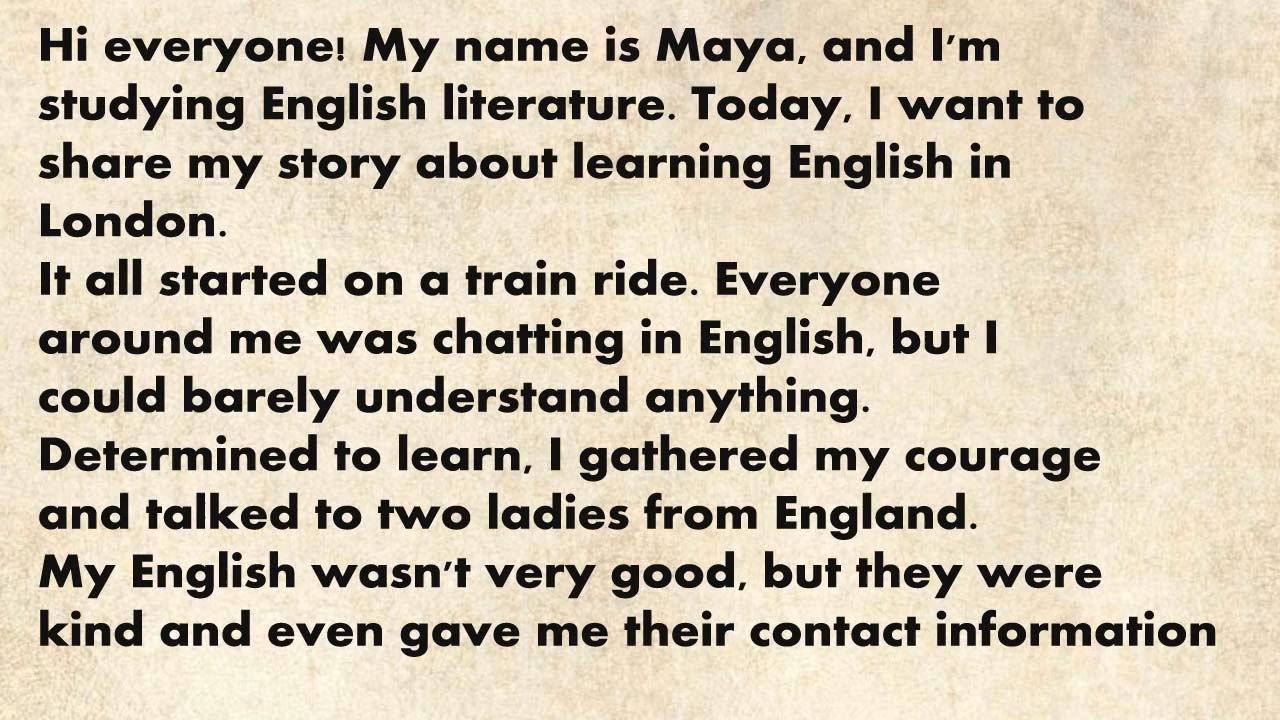 Hi everyone! My name is Maya, and I'm
studying English literature. Today, I want to
share my story about learning English in
London.
It all started on a train ride. Everyone
around me was chatting in English, but I
could barely understand anything.
Determined to learn, I gathered my courage
and talked to two ladies from England.
My English wasn't very good, but they were
kind and even gave me their contact information